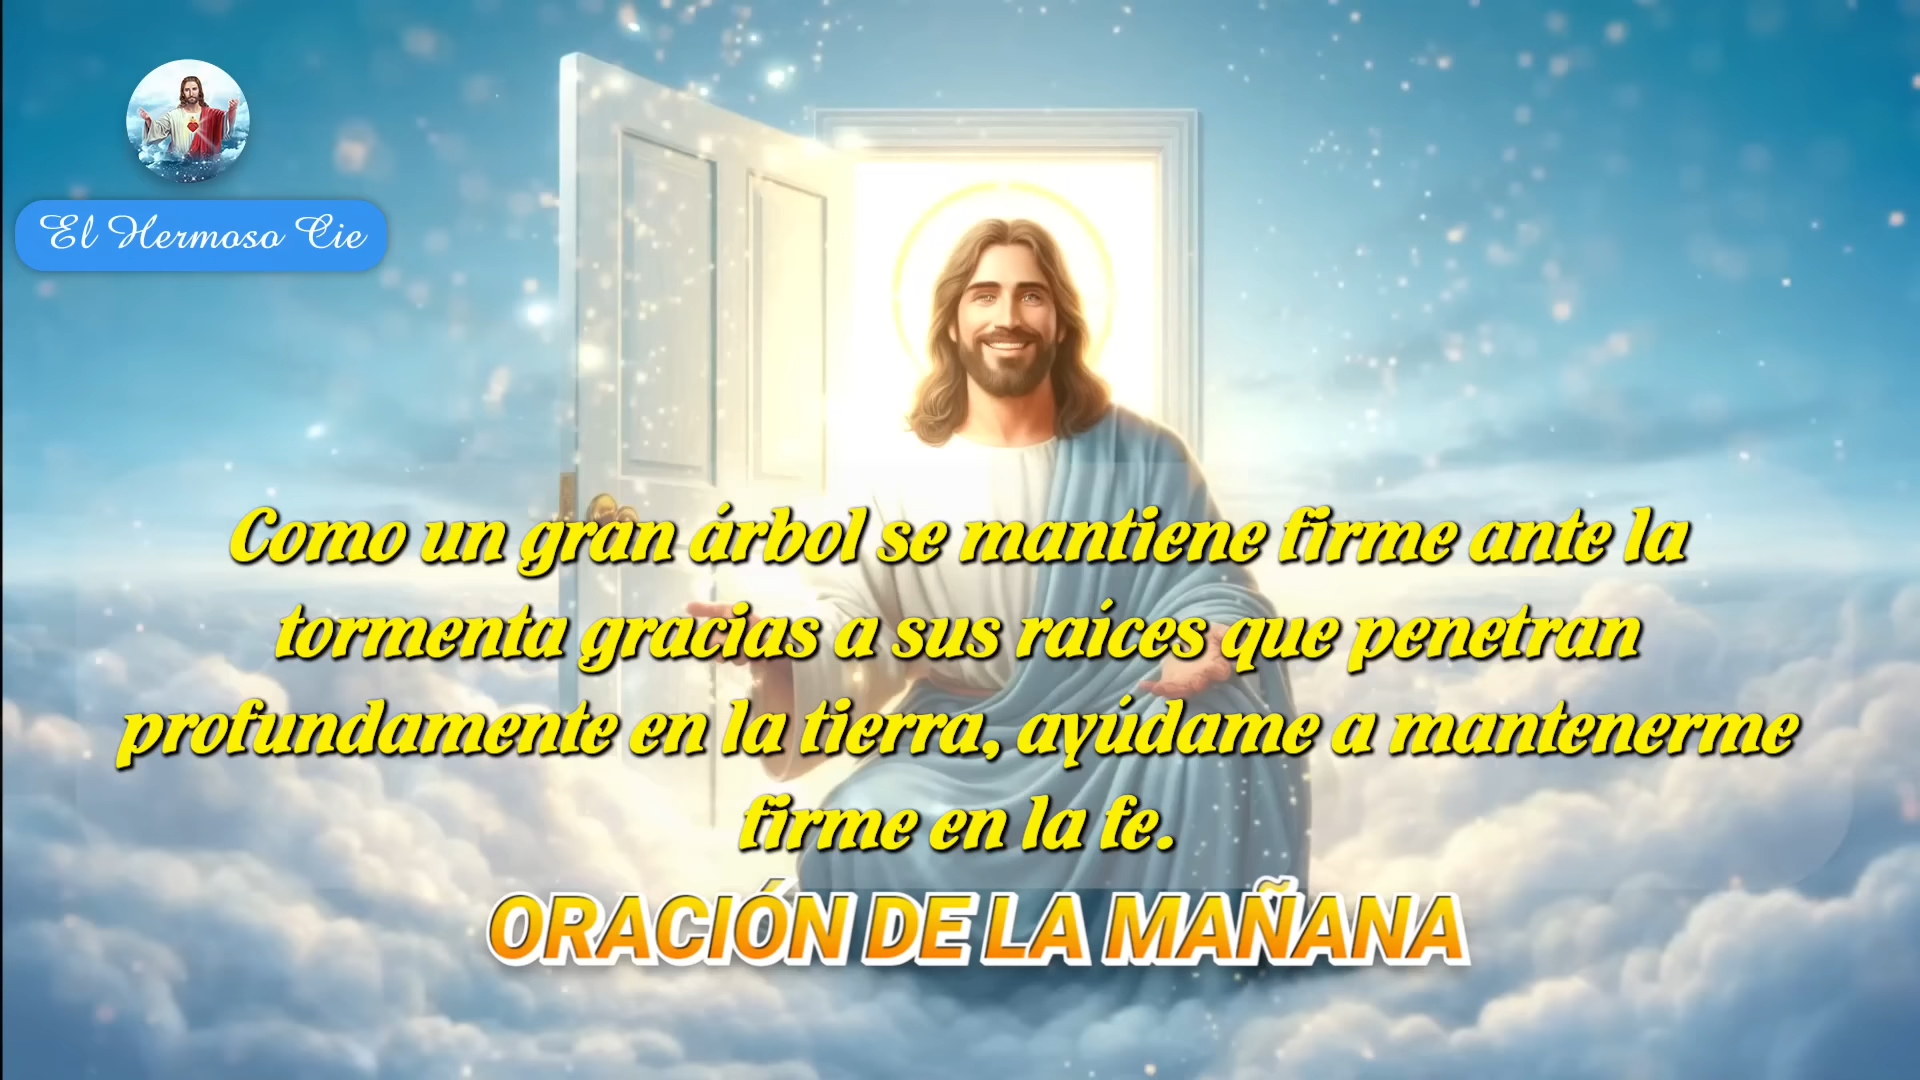 El Hermoso Cie
Como un gran árbol se mantiene firme ante la
tormenta gracias a sus raíces que penetran
profundamente en la tierra, ayúdame a mantenerme
firme en la fe.
ORACIÓN DE LA MAÑANA